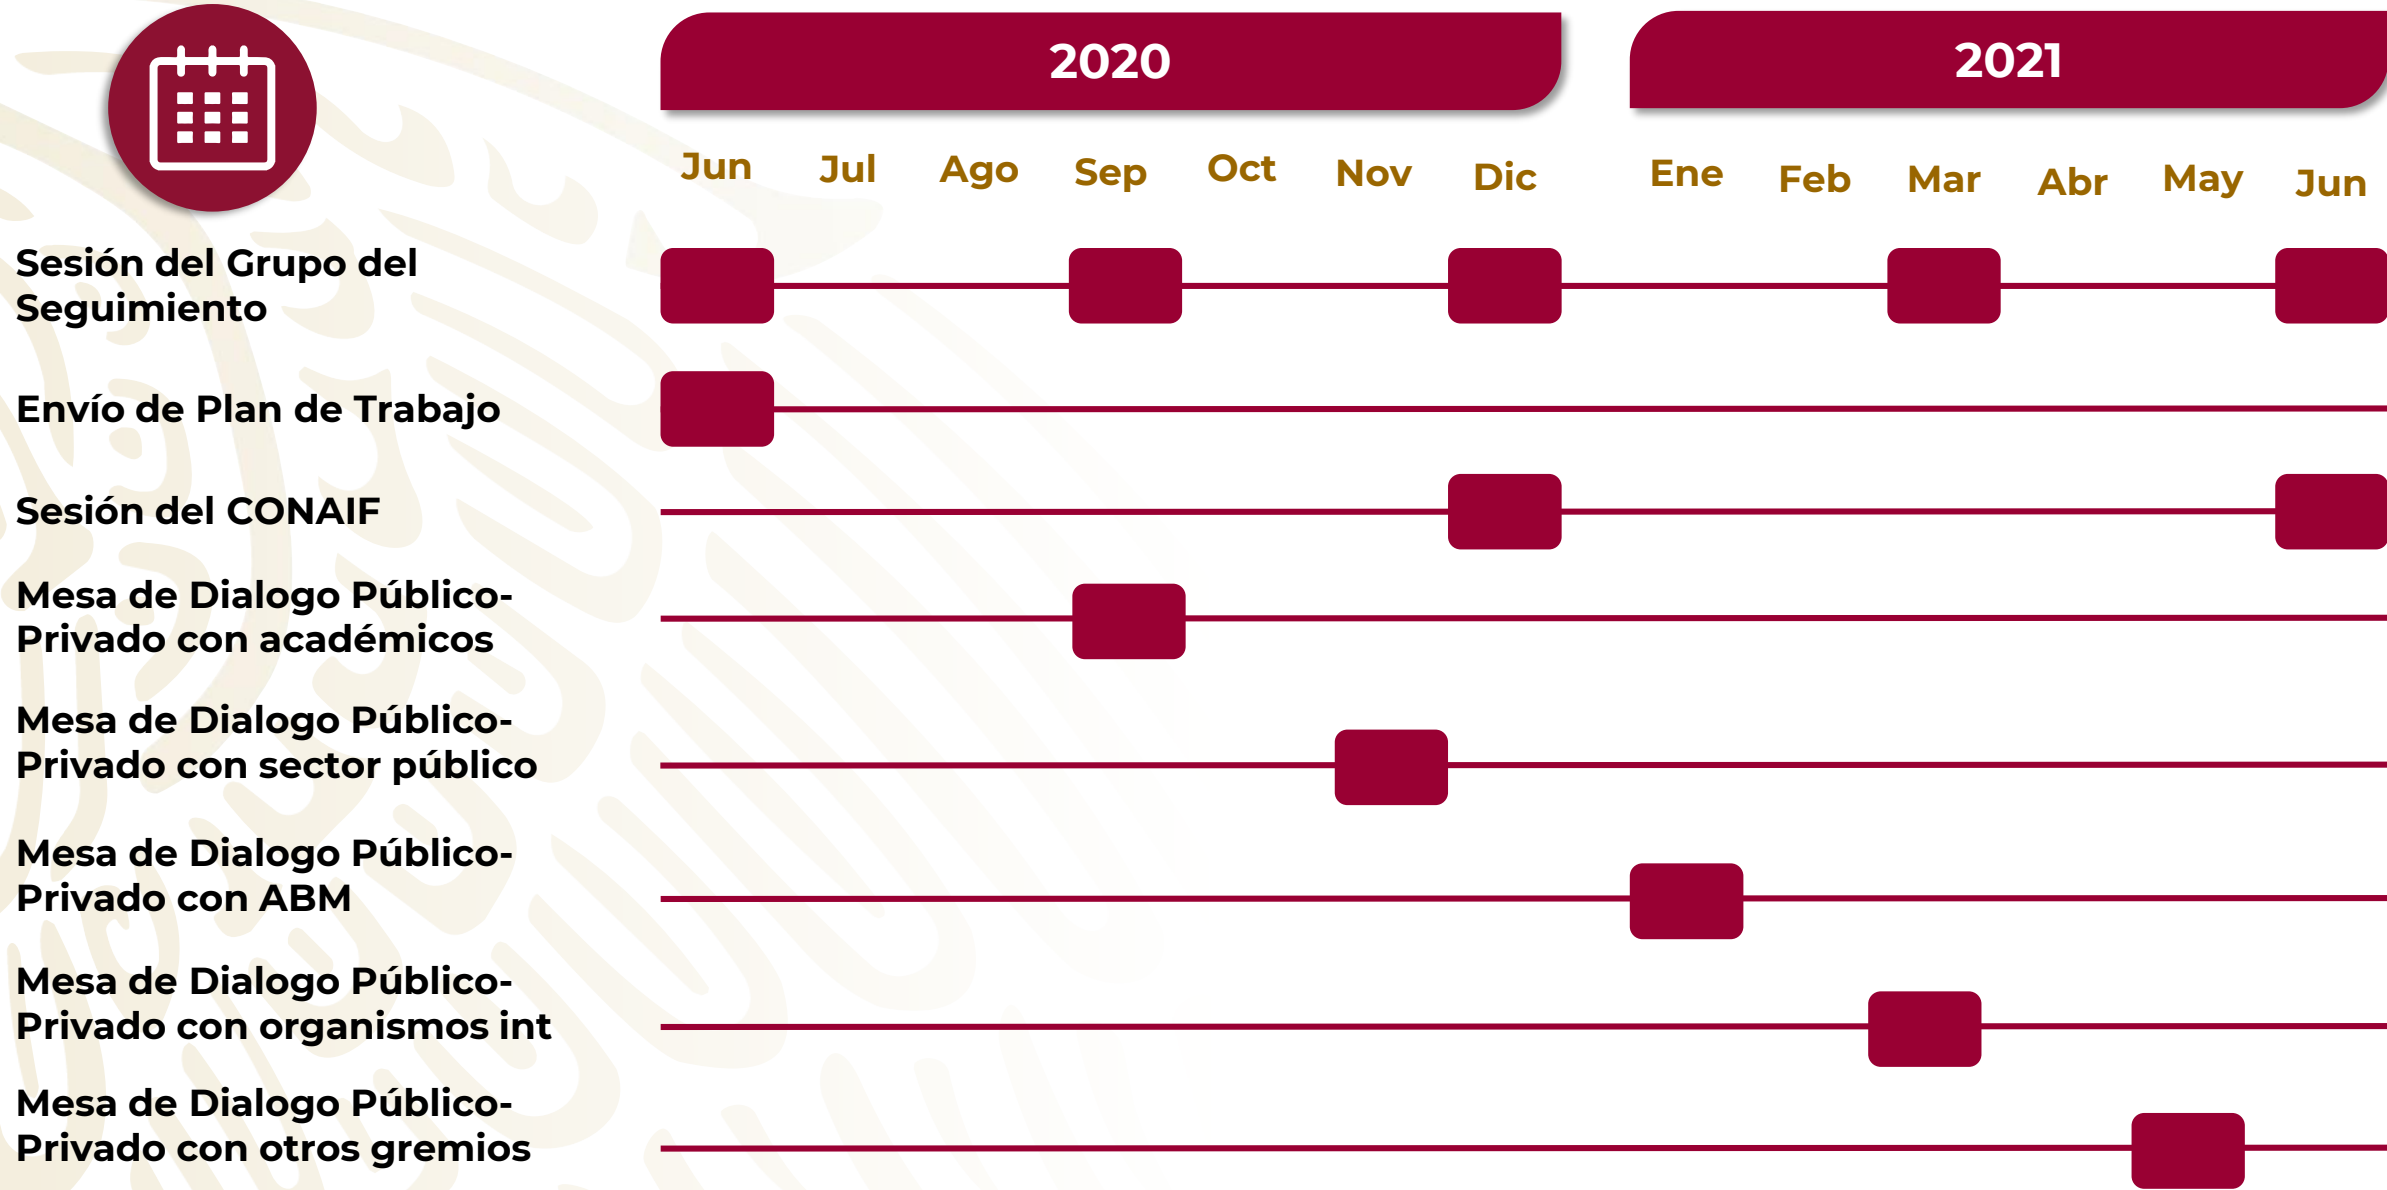 2020
2021
Jun Jul Ago Sep Oct Nov Dic Ene Feb Mar Abr May Jun
Sesión del Grupo del
Seguimiento
Envío de Plan de Trabajo
Sesión del CONAIF
Mesa de Dialogo Público-
Privado con académicos
Mesa de Dialogo Público-
Privado con sector público
Mesa de Dialogo Público-
Privado con ABM
Mesa de Dialogo Público-
Privado con organismos int
Mesa de Dialogo Público-
Privado con otros gremios